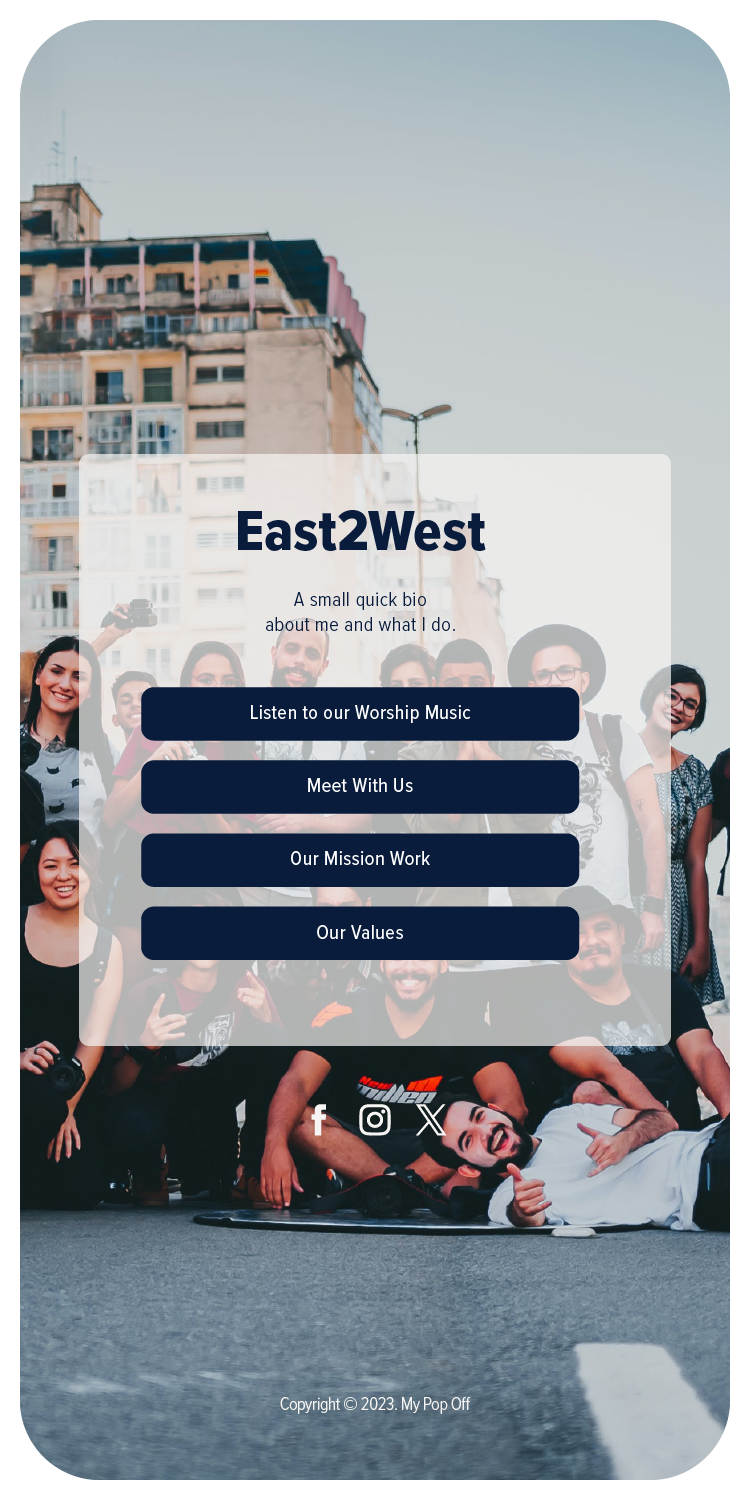 East2West
A small quick bio
about me and what I do.
Listen to our Worship Music
Meet With Us
Our Mission Work
Our Values
Copyright © 2023. My Pop Off